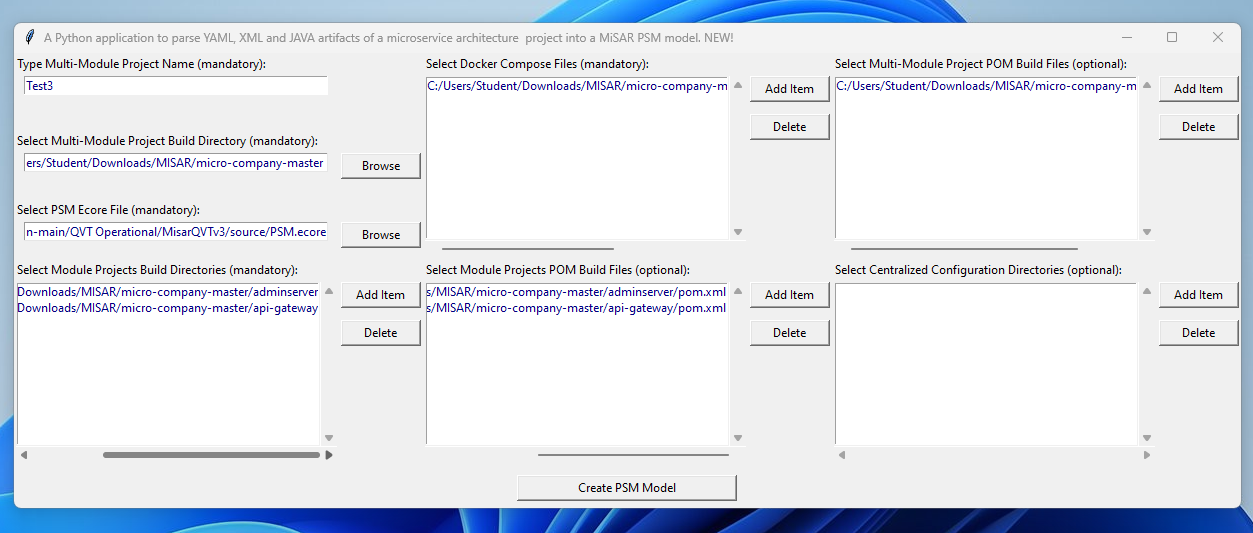 A Python application to parse YAML, XML and JAVA artifacts of a microservice architecture project into a MiSAR PSM model. NEW!
Type Multi-Module Project Name (mandatory):
Test3
Select Multi-Module Project Build Directory (mandatory):
ers/Student/Downloads/MISAR/micro-company-master
Browse
Select PSM Ecore File (mandatory):
n-main/QVT Operational/MisarQVTv3/source/PSM.ecore
Browse
Select Docker Compose Files (mandatory):
C:/Users/Student/Downloads/MISAR/micro-company-m
Add Item
Delete
Select Multi-Module Project POM Build Files (optional):
C:/Users/Student/Downloads/MISAR/micro-company-m
Add Item
Delete
Select Module Projects Build Directories (mandatory):
Downloads/MISAR/micro-company-master/adminserver
Downloads/MISAR/micro-company-master/api-gateway
Add Item
Delete
Select Module Projects POM Build Files (optional):
s/MISAR/micro-company-master/adminserver/pom.xml
s/MISAR/micro-company-master/api-gateway/pom.xml
Add Item
Delete
Select Centralized Configuration Directories (optional):
Add Item
Delete
Create PSM Model